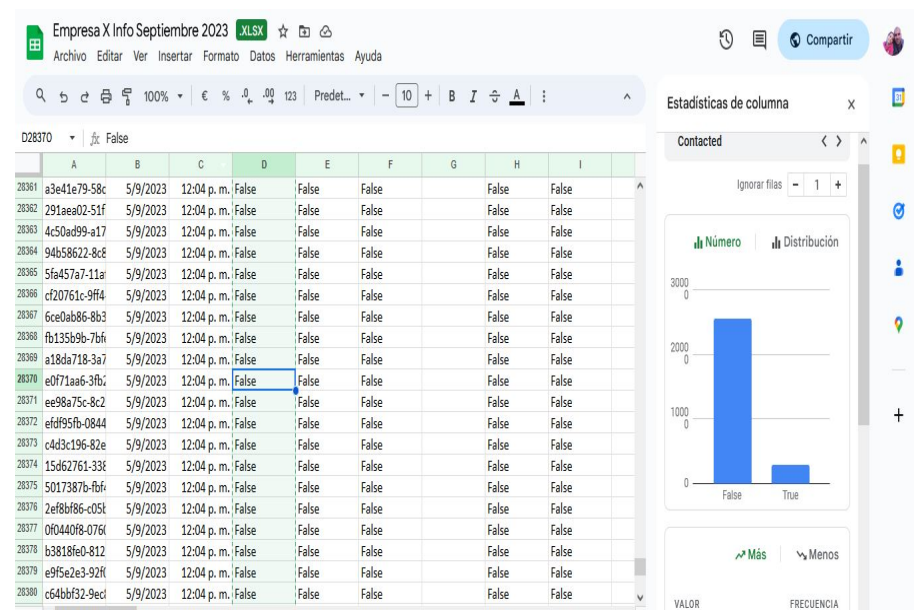 Empresa X Info Septiembre 2023 .XLSX
Archivo Editar Ver Insertar Formato Datos Herramientas Ayuda
Compartir
100% € % .0 .00 123 Predet... − 10 + B I S A
Estadísticas de columna
D28370 fx False
Contacted
A B C D E F G H I
Ignorar filas − 1 +
28361 a3e41e79-58c 5/9/2023 12:04 p. m. False False False False False
28362 291aea02-51f 5/9/2023 12:04 p. m. False False False False False
28363 4c50ad99-a17 5/9/2023 12:04 p. m. False False False False False
28364 94b58622-8c8 5/9/2023 12:04 p. m. False False False False False
28365 5fa457a7-11a 5/9/2023 12:04 p. m. False False False False False
28366 cf20761c-9ff4- 5/9/2023 12:04 p. m. False False False False False
28367 6ce0ab86-8b3 5/9/2023 12:04 p. m. False False False False False
28368 fb135b9b-7bf 5/9/2023 12:04 p. m. False False False False False
28369 a18da718-3a7 5/9/2023 12:04 p. m. False False False False False
28370 e0f71aa6-3fb2 5/9/2023 12:04 p. m. False False False False False
28371 ee98a75c-8c2 5/9/2023 12:04 p. m. False False False False False
28372 efdf95fb-0844 5/9/2023 12:04 p. m. False False False False False
28373 c4d3c196-82e 5/9/2023 12:04 p. m. False False False False False
28374 15d62761-338 5/9/2023 12:04 p. m. False False False False False
28375 5017387b-fbf4 5/9/2023 12:04 p. m. False False False False False
28376 2ef8bf86-c05b 5/9/2023 12:04 p. m. False False False False False
28377 0f0440f8-076 5/9/2023 12:04 p. m. False False False False False
28378 b3818fe0-812 5/9/2023 12:04 p. m. False False False False False
28379 e9f5e2e3-92f0 5/9/2023 12:04 p. m. False False False False False
28380 c64bbf32-9ec 5/9/2023 12:04 p. m. False False False False False
Número Distribución
3000
0
2000
0
1000
0
0
False True
Más Menos
VALOR FRECUENCIA
31